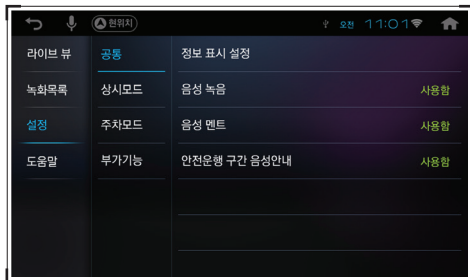 현위치 오전 11:01
라이브 뷰 공통 정보 표시 설정
녹화목록 상시모드 음성 녹음 사용함
설정 주차모드 음성 멘트 사용함
도움말 부가기능 안전운행 구간 음성안내 사용함